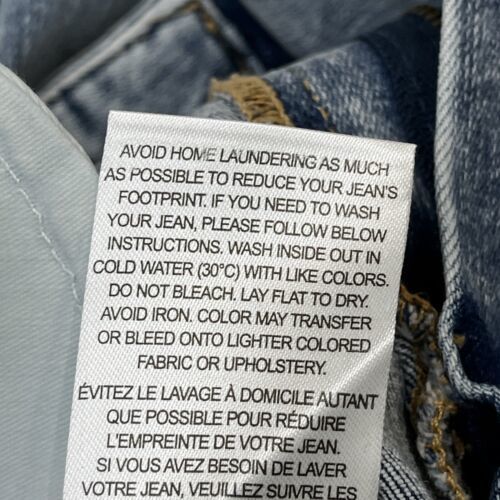 AVOID HOME LAUNDERING AS MUCH
AS POSSIBLE TO REDUCE YOUR JEAN'S
FOOTPRINT. IF YOU NEED TO WASH
YOUR JEAN, PLEASE FOLLOW BELOW
INSTRUCTIONS. WASH INSIDE OUT IN
COLD WATER (30°C) WITH LIKE COLORS.
DO NOT BLEACH. LAY FLAT TO DRY.
AVOID IRON. COLOR MAY TRANSFER
OR BLEED ONTO LIGHTER COLORED
FABRIC OR UPHOLSTERY.
ÉVITEZ LE LAVAGE À DOMICILE AUTANT
QUE POSSIBLE POUR RÉDUIRE
L'EMPREINTE DE VOTRE JEAN.
SI VOUS AVEZ BESOIN DE LAVER
VOTRE JEAN, VEUILLEZ SUIVRE LES